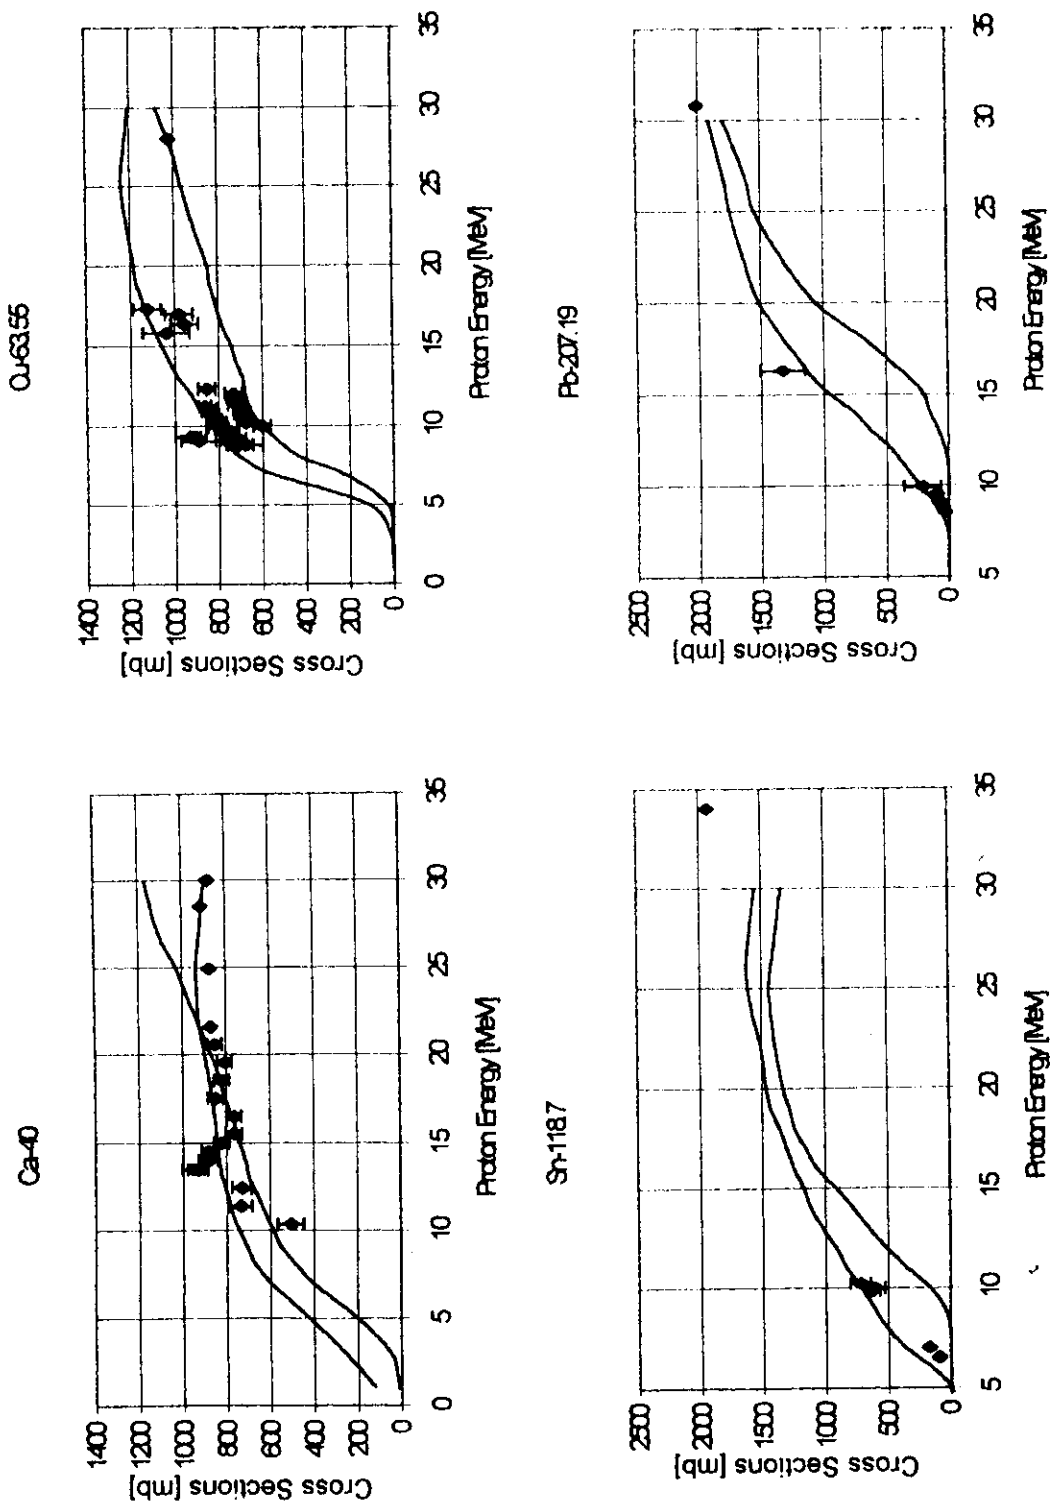 Ca-40
Cross Sections [mb]
1400
1200
1000
800
600
400
200
0
0 5 10 15 20 25 30 35
Proton Energy [MeV]
Cu-63.55
Cross Sections [mb]
1400
1200
1000
800
600
400
200
0
0 5 10 15 20 25 30 35
Proton Energy [MeV]
Sn-118.7
Cross Sections [mb]
2500
2000
1500
1000
500
0
5 10 15 20 25 30 35
Proton Energy [MeV]
Pb-207.19
Cross Sections [mb]
2500
2000
1500
1000
500
0
5 10 15 20 25 30 35
Proton Energy [MeV]